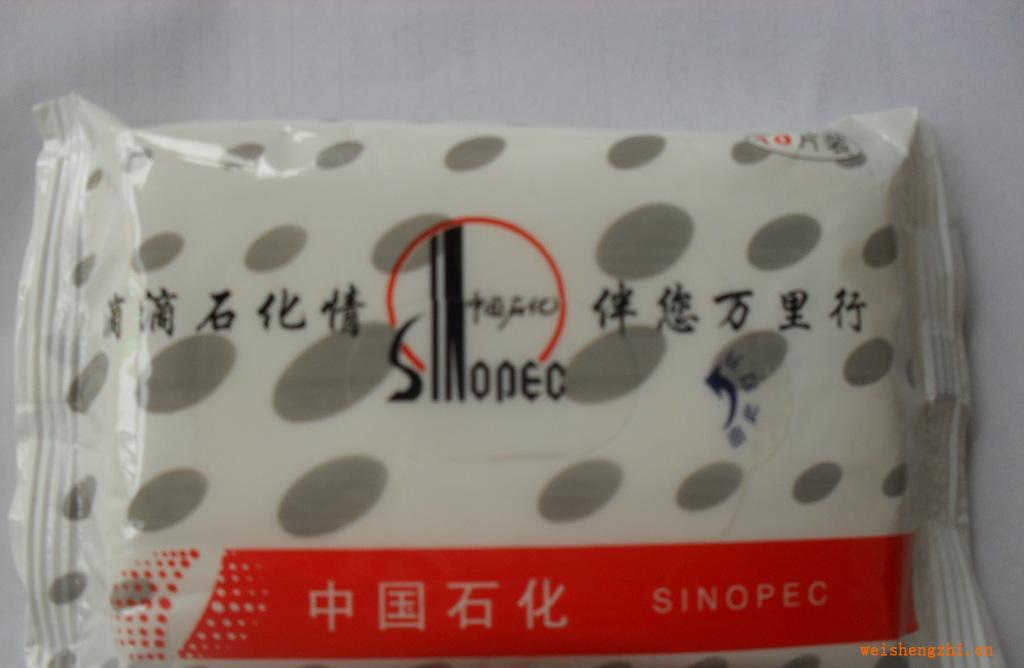 10片装
滴滴石化情
中国石化
SINOPEC
伴您万里行
中国石化 SINOPEC
weishengzhi.cn